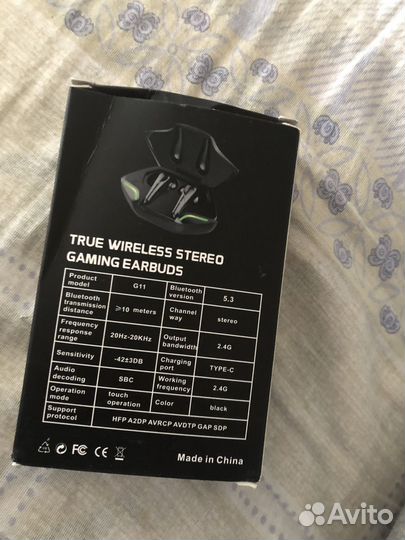 TRUE WIRELESS STEREO
GAMING EARBUDS
Product model G11 Bluetooth version 5.3
Bluetooth transmission distance ⩾10 meters Channel way stereo
Frequency response range 20Hz-20KHz Output bandwidth 2.4G
Sensitivity -42±3DB Charging port TYPE-C
Audio decoding SBC Working frequency 2.4G
Operation mode touch operation Color black
Support protocol HFP A2DP AVRCP AVDTP GAP SDP
FC CE
Made in China
Avito